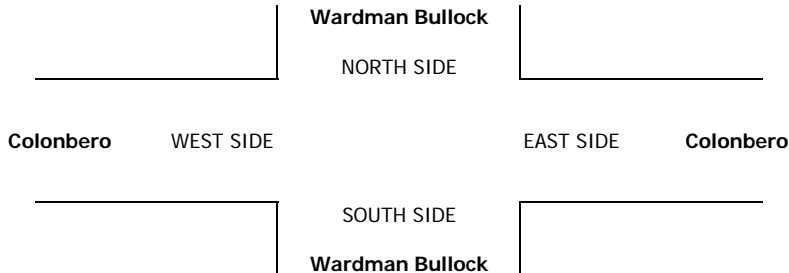 Wardman Bullock
NORTH SIDE
Colonbero WEST SIDE EAST SIDE Colonbero
SOUTH SIDE
Wardman Bullock